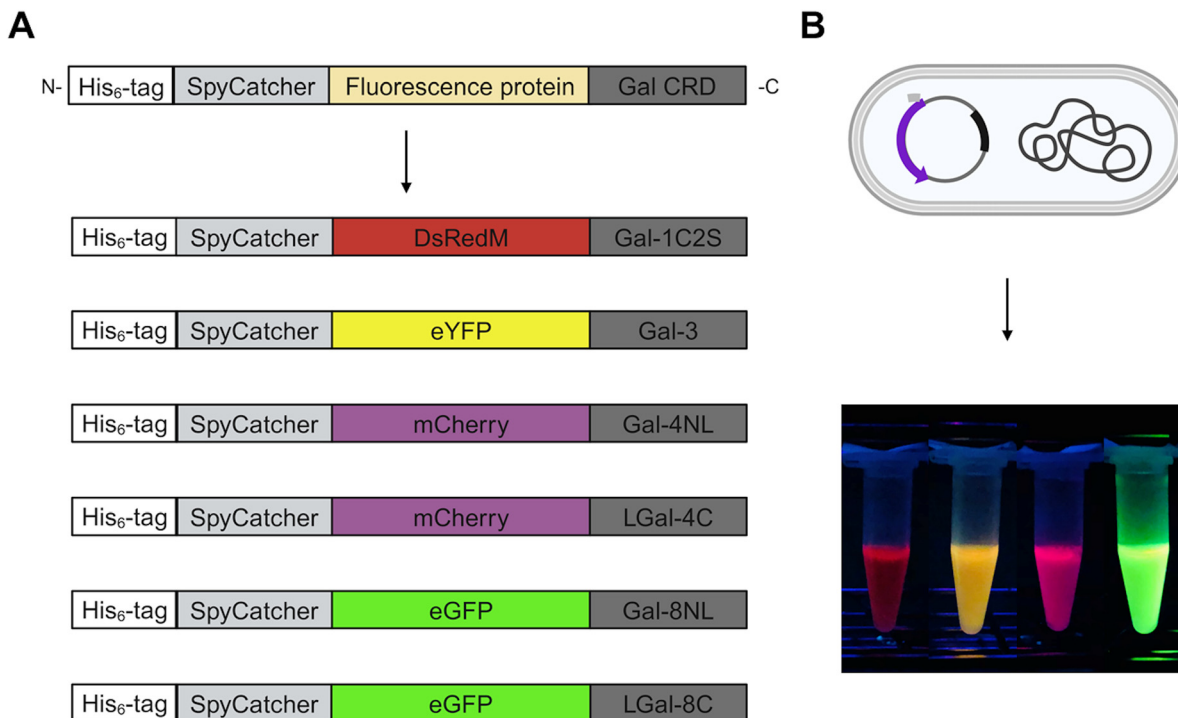 A
B
N- His₆-tag SpyCatcher Fluorescence protein Gal CRD -C
His₆-tag SpyCatcher DsRedM Gal-1C2S
His₆-tag SpyCatcher eYFP Gal-3
His₆-tag SpyCatcher mCherry Gal-4NL
His₆-tag SpyCatcher mCherry LGal-4C
His₆-tag SpyCatcher eGFP Gal-8NL
His₆-tag SpyCatcher eGFP LGal-8C